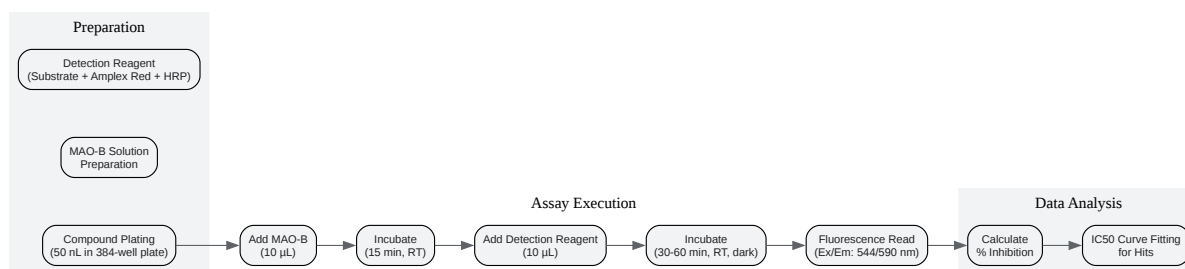 Preparation
Detection Reagent
(Substrate + Amplex Red + HRP)
MAO-B Solution
Preparation
Compound Plating
(50 nL in 384-well plate)
Assay Execution
Add MAO-B
(10 µL)
Incubate
(15 min, RT)
Add Detection Reagent
(10 µL)
Incubate
(30-60 min, RT, dark)
Fluorescence Read
(Ex/Em: 544/590 nm)
Data Analysis
Calculate
% Inhibition
IC50 Curve Fitting
for Hits